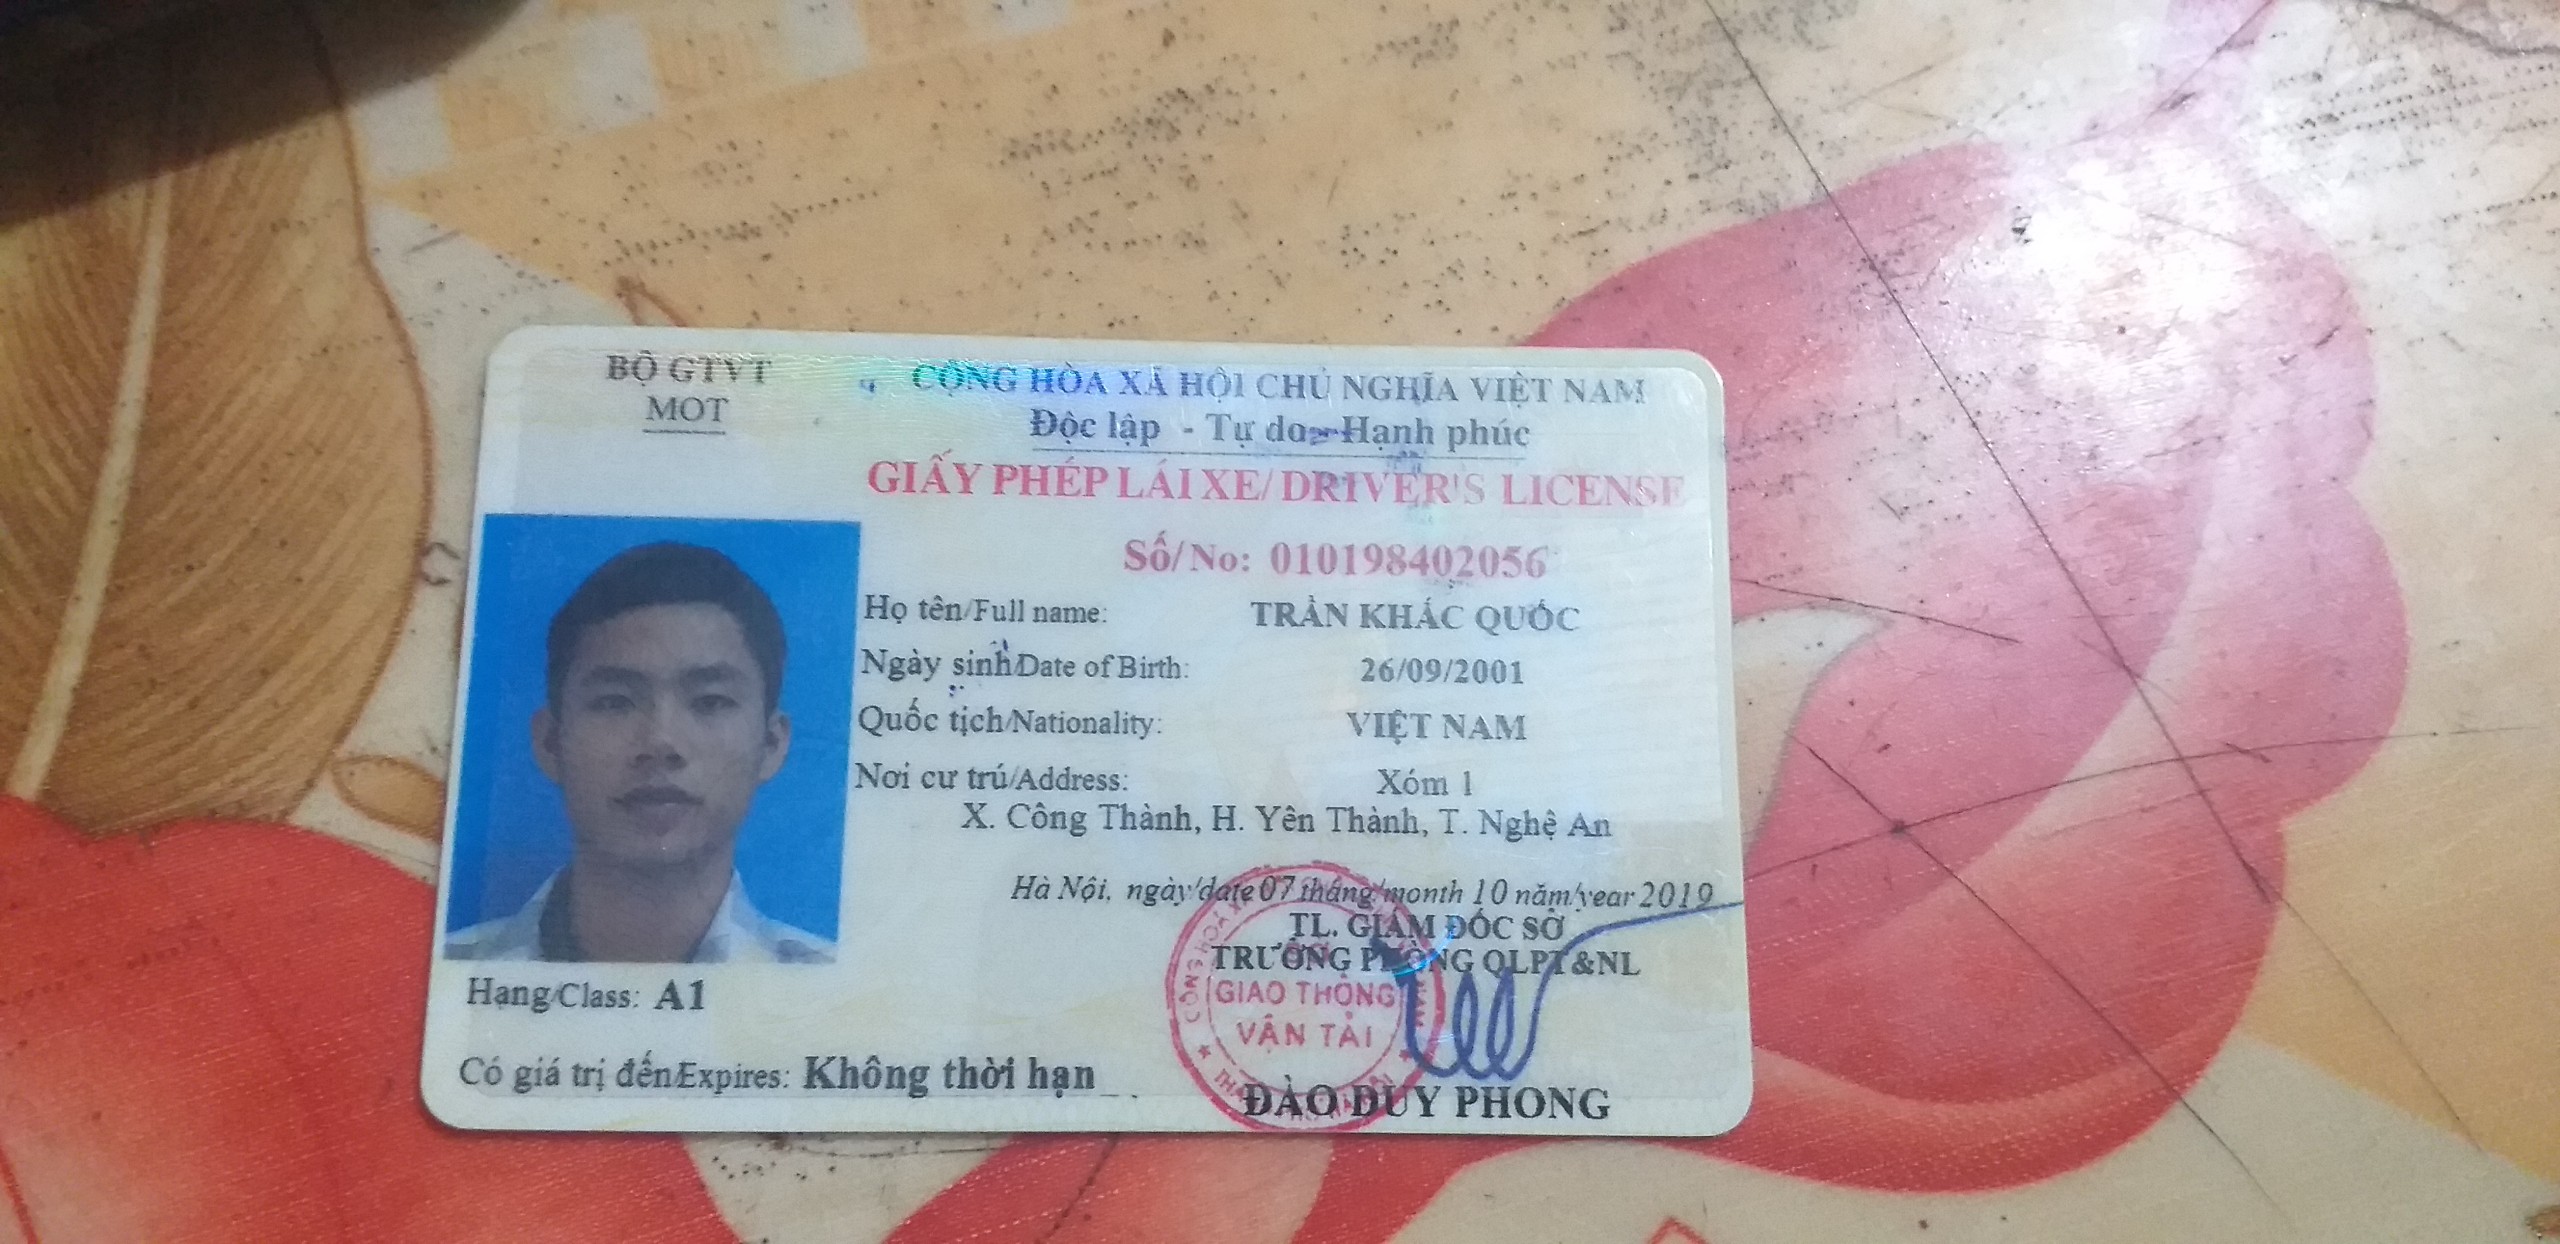 BỘ GTVT
MOT
CỘNG HÒA XÃ HỘI CHỦ NGHĨA VIỆT NAM
Độc lập - Tự do - Hạnh phúc
GIẤY PHÉP LÁI XE/ DRIVER'S LICENSE
Số/No: 010198402056
Họ tên/Full name: TRẦN KHẮC QUỐC
Ngày sinh/Date of Birth: 26/09/2001
Quốc tịch/Nationality: VIỆT NAM
Nơi cư trú/Address: Xóm 1
X. Công Thành, H. Yên Thành, T. Nghệ An
Hà Nội, ngày/date 07 tháng/month 10 năm/year 2019
TL. GIÁM ĐỐC SỞ
TRƯỞNG PHÒNG QLPT&NL
GIAO THÔNG
VẬN TẢI
Hạng/Class: A1
Có giá trị đến/Expires: Không thời hạn
ĐÀO DUY PHONG